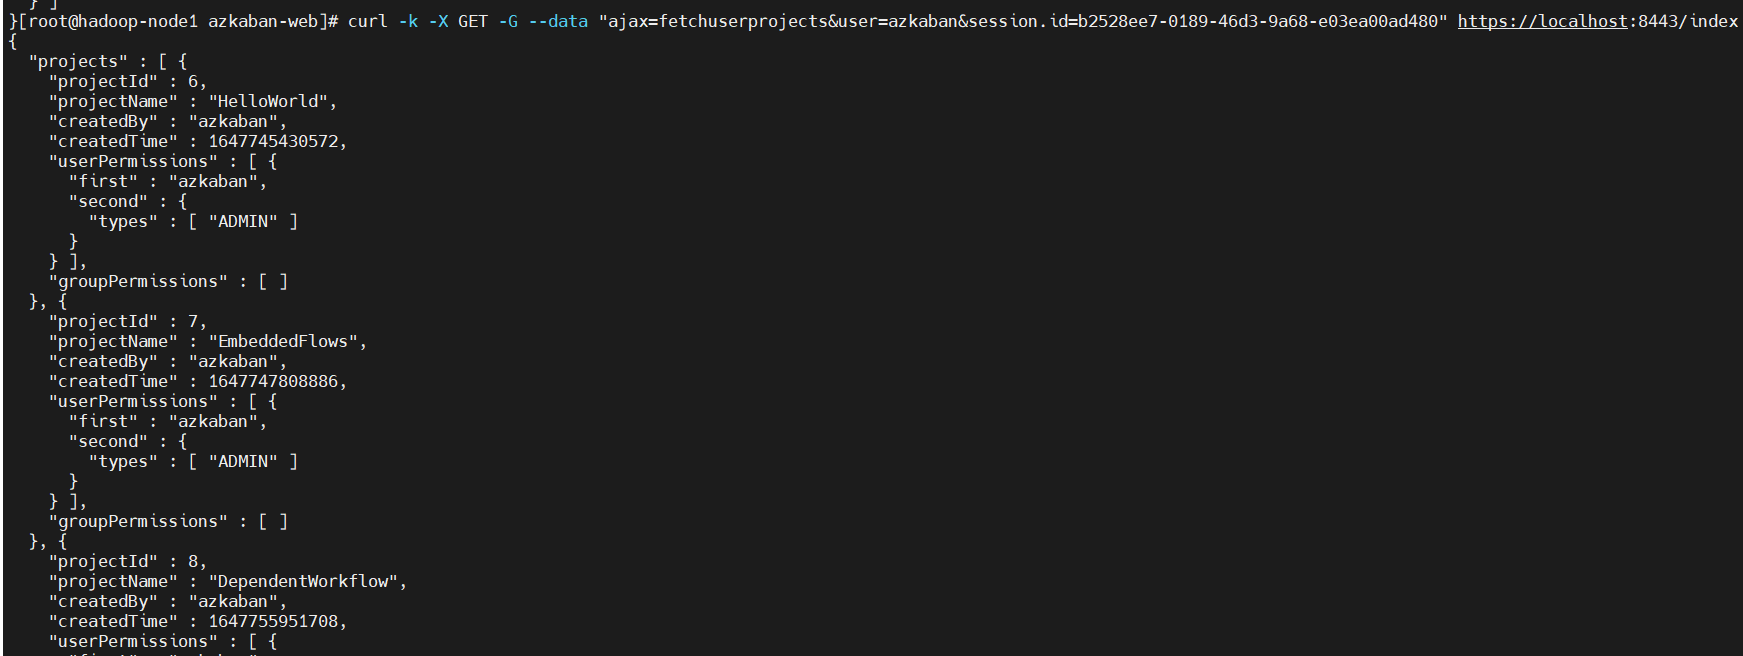 } ]
}[root@hadoop-node1 azkaban-web]# curl -k -X GET -G --data "ajax=fetchuserprojects&user=azkaban&session.id=b2528ee7-0189-46d3-9a68-e03ea00ad480" https://localhost:8443/index
{
  "projects" : [ {
    "projectId" : 6,
    "projectName" : "HelloWorld",
    "createdBy" : "azkaban",
    "createdTime" : 1647745430572,
    "userPermissions" : [ {
      "first" : "azkaban",
      "second" : {
        "types" : [ "ADMIN" ]
      }
    } ],
    "groupPermissions" : [ ]
  }, {
    "projectId" : 7,
    "projectName" : "EmbeddedFlows",
    "createdBy" : "azkaban",
    "createdTime" : 1647747808886,
    "userPermissions" : [ {
      "first" : "azkaban",
      "second" : {
        "types" : [ "ADMIN" ]
      }
    } ],
    "groupPermissions" : [ ]
  }, {
    "projectId" : 8,
    "projectName" : "DependentWorkflow",
    "createdBy" : "azkaban",
    "createdTime" : 1647755951708,
    "userPermissions" : [ {